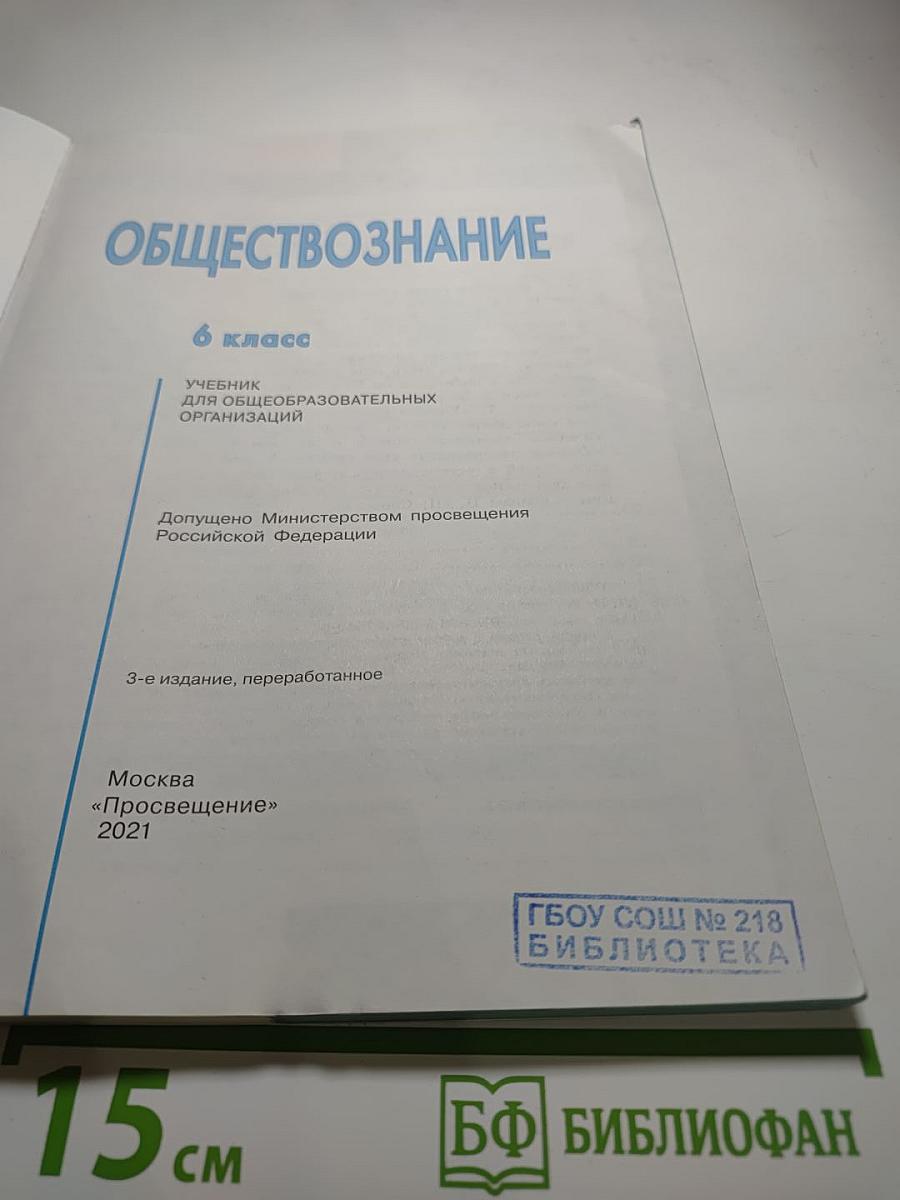 ОБЩЕСТВОЗНАНИЕ
6 класс
УЧЕБНИК
ДЛЯ ОБЩЕОБРАЗОВАТЕЛЬНЫХ
ОРГАНИЗАЦИЙ
Допущено Министерством просвещения
Российской Федерации
3-е издание, переработанное
Москва
«Просвещение»
2021
ГБОУ СОШ № 218
БИБЛИОТЕКА
15 см
БФ БИБЛИОФАН